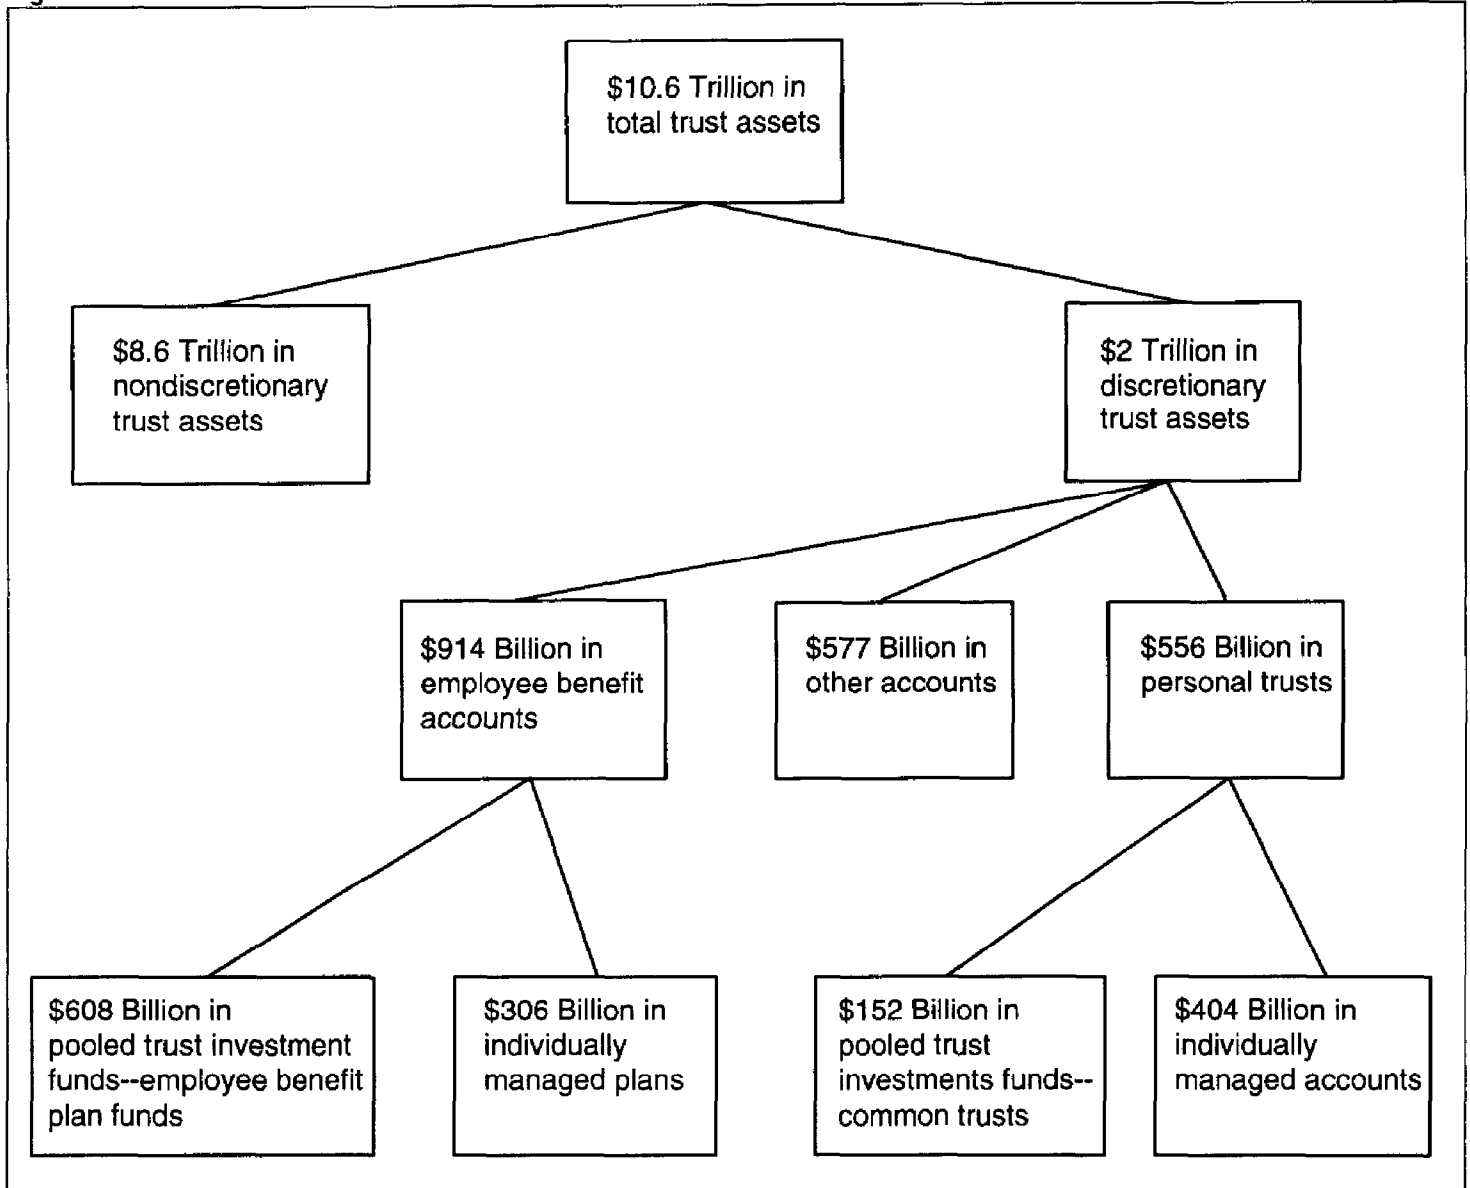 $10.6 Trillion in
total trust assets
$8.6 Trillion in
nondiscretionary
trust assets
$2 Trillion in
discretionary
trust assets
$914 Billion in
employee benefit
accounts
$577 Billion in
other accounts
$556 Billion in
personal trusts
$608 Billion in
pooled trust investment
funds--employee benefit
plan funds
$306 Billion in
individually
managed plans
$152 Billion in
pooled trust
investments funds--
common trusts
$404 Billion in
individually
managed accounts